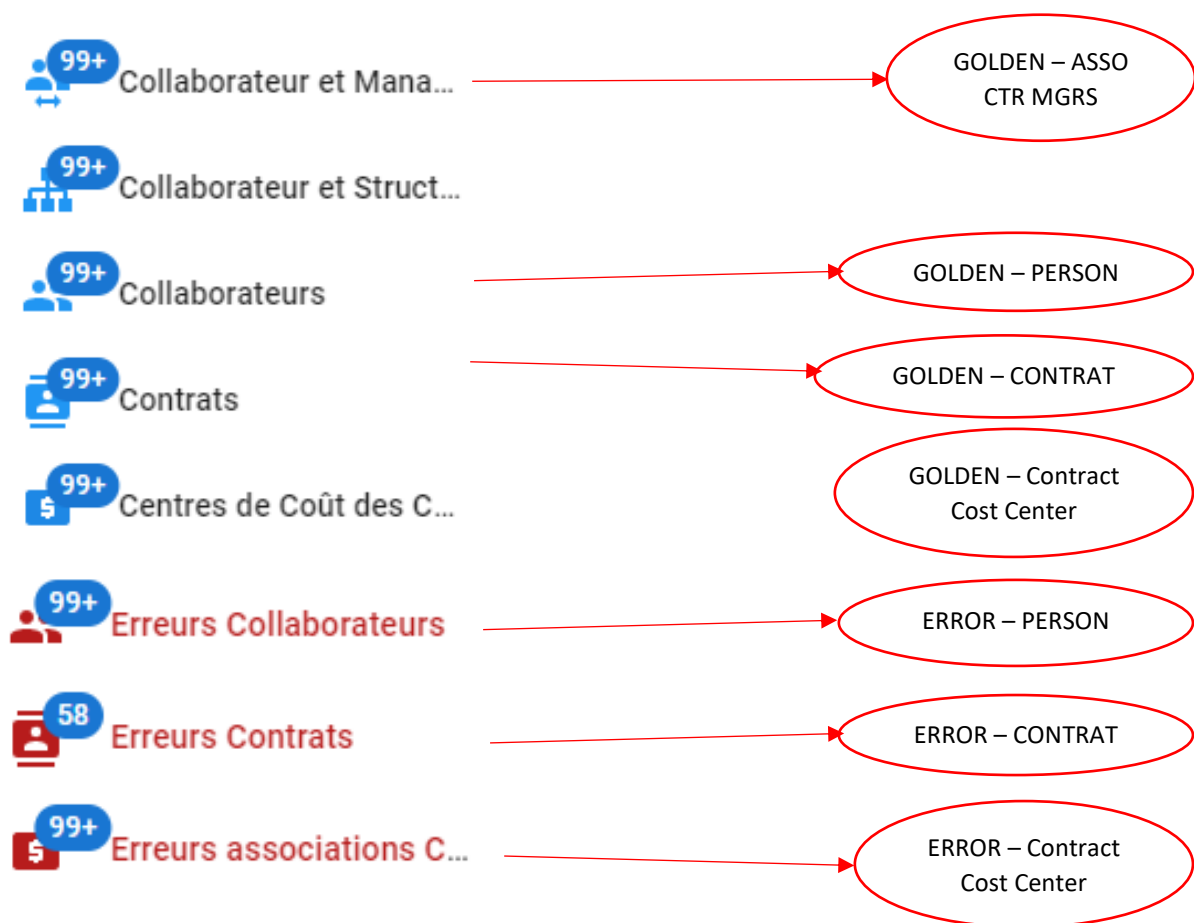 99+
Collaborateur et Mana...
GOLDEN – ASSO
CTR MGRS
99+
Collaborateur et Struct...
99+
Collaborateurs
GOLDEN – PERSON
99+
Contrats
GOLDEN – CONTRAT
99+
Centres de Coût des C...
GOLDEN – Contract
Cost Center
99+
Erreurs Collaborateurs
ERROR – PERSON
58
Erreurs Contrats
ERROR – CONTRAT
99+
Erreurs associations C...
ERROR – Contract
Cost Center